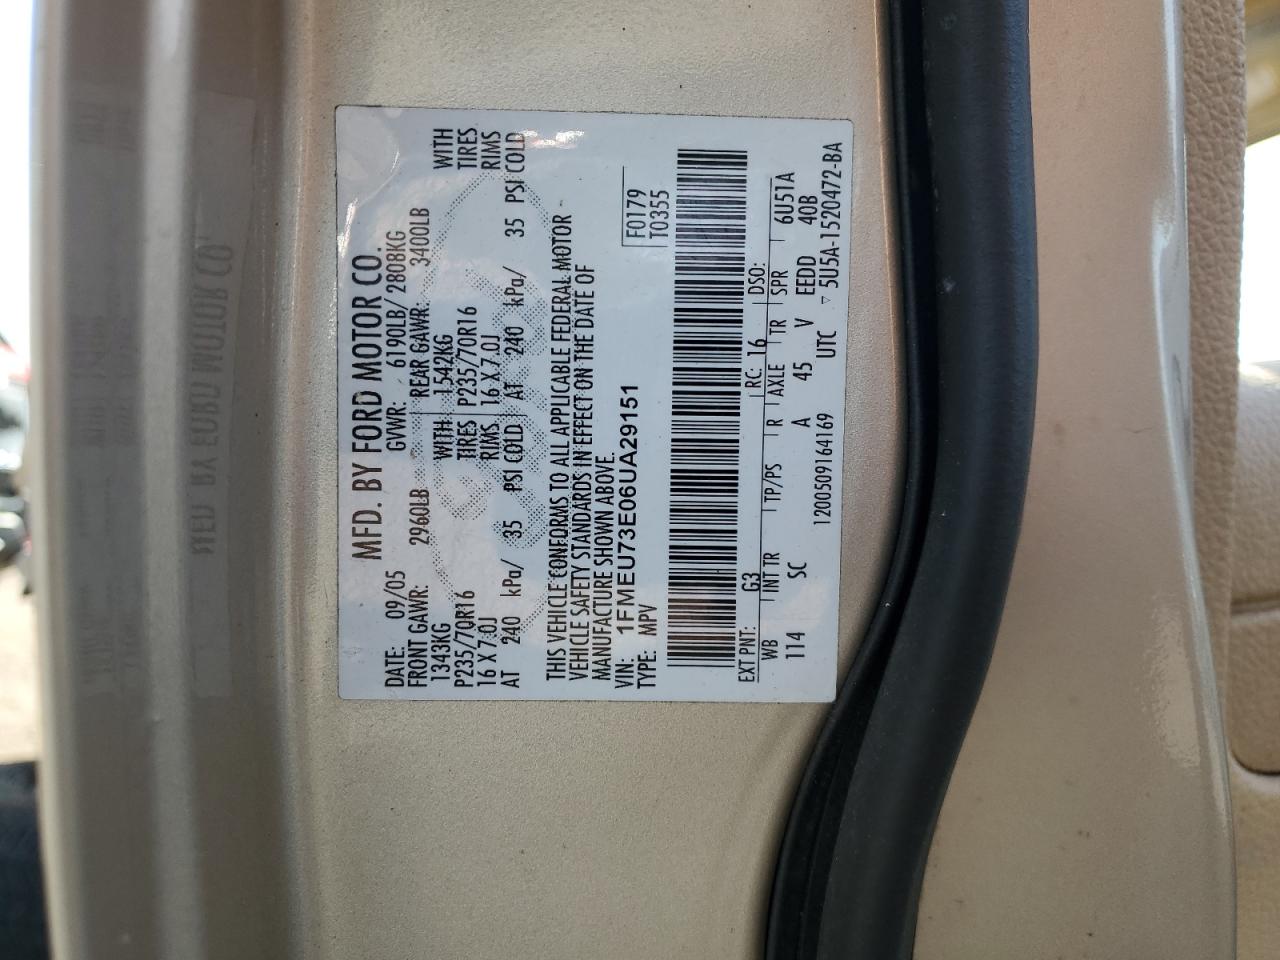 MFD. BY FORD MOTOR CO.
DATE: 09/05 GVWR: 6190LB/ 2808KG
FRONT GAWR: 2960LB REAR GAWR: 3400LB
1343KG WITH 1542KG WITH
P235/70R16 TIRES P235/70R16 TIRES
16 X 7.0J RIMS 16 X 7.0J RIMS
AT 240 kPa/ 35 PSI COLD AT 240 kPa/ 35 PSI COLD
THIS VEHICLE CONFORMS TO ALL APPLICABLE FEDERAL MOTOR
VEHICLE SAFETY STANDARDS IN EFFECT ON THE DATE OF
MANUFACTURE SHOWN ABOVE.
VIN: 1FMEU73E06UA29151
TYPE: MPV
F0179
T0355
EXT PNT: G3 RC: 16 DSO:
WB INT TR TP/PS R AXLE TR SPR 6U51A
114 SC A 45 V EEDD 40B
1200509164169 UTC ▽ 5U5A-1520472-BA